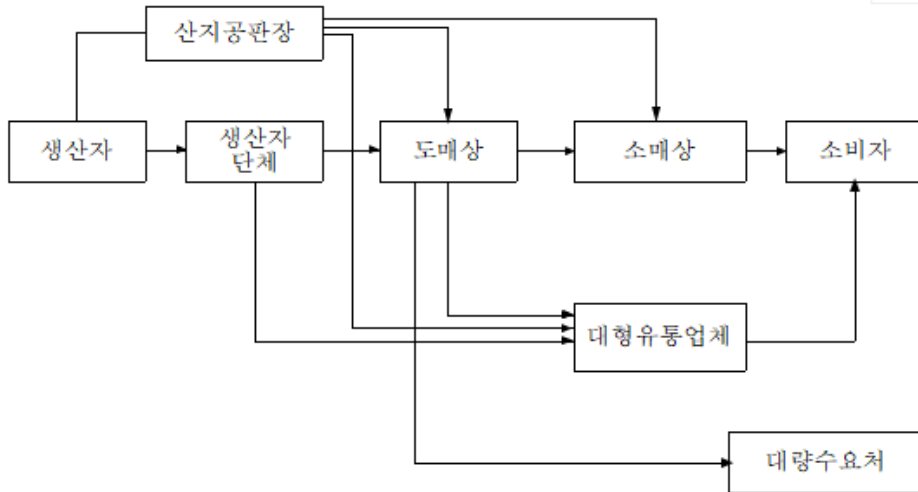 산지공판장
생산자
생산자
단체
도매상
소매상
소비자
대형유통업체
대량수요처